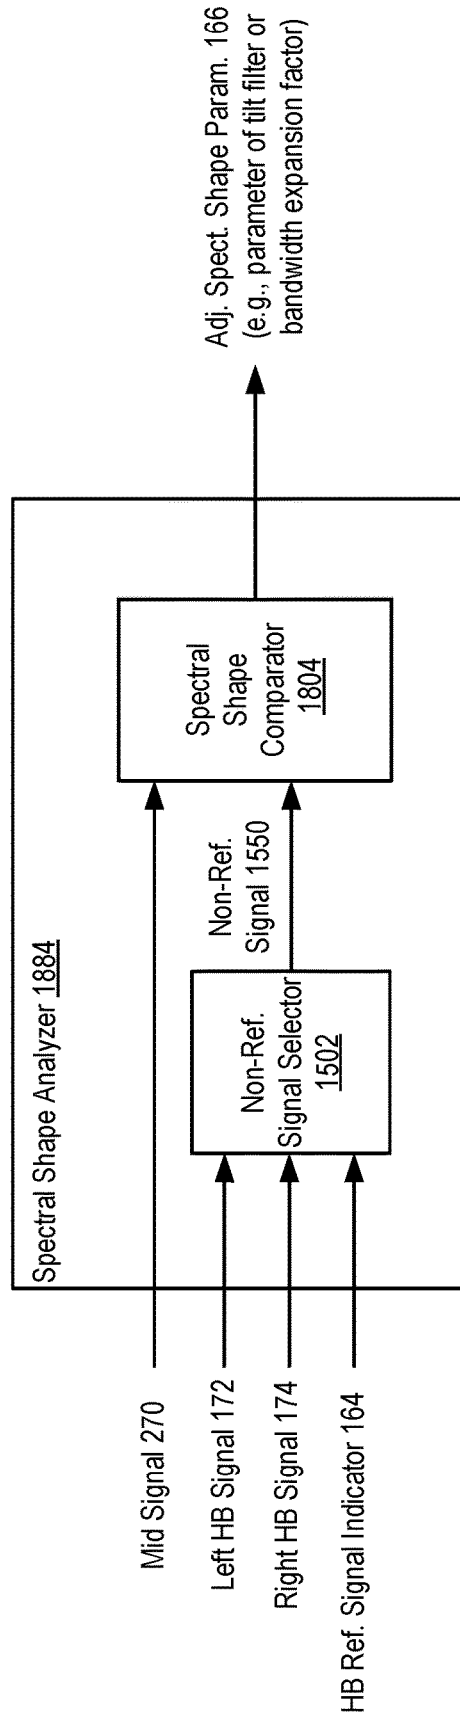 Spectral Shape Analyzer 1884
Mid Signal 270
Left HB Signal 172
Right HB Signal 174
HB Ref. Signal Indicator 164
Non-Ref.
Signal Selector
1502
Non-Ref.
Signal 1550
Spectral
Shape
Comparator
1804
Adj. Spect. Shape Param. 166
(e.g., parameter of tilt filter or
bandwidth expansion factor)